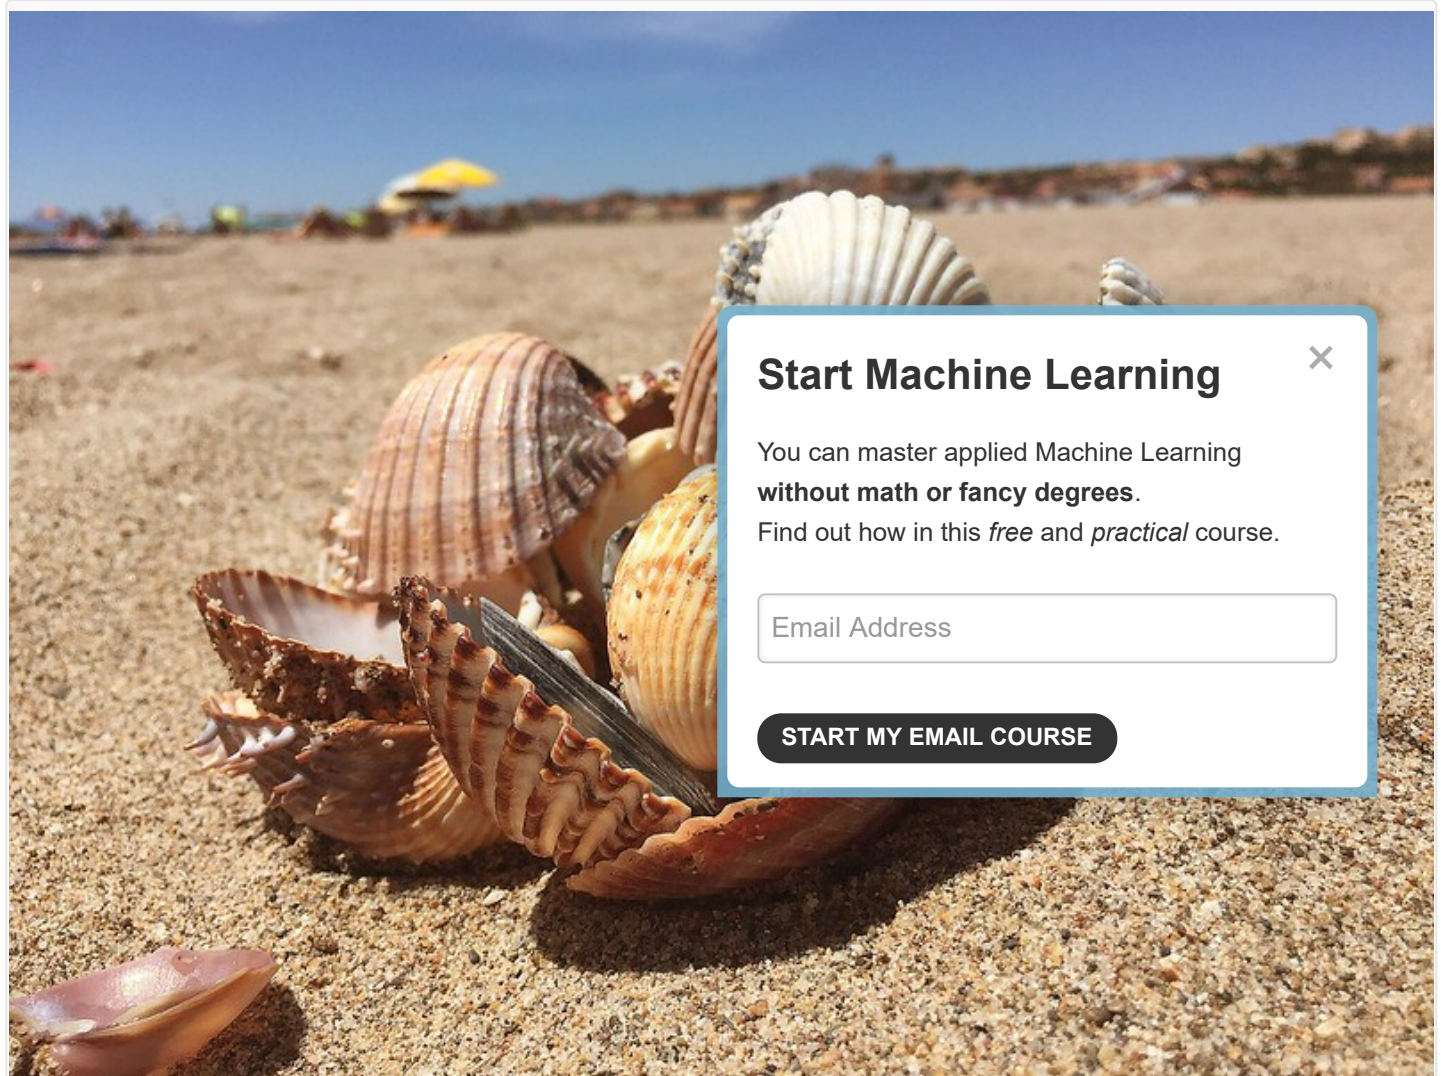 Start Machine Learning
You can master applied Machine Learning
without math or fancy degrees.
Find out how in this free and practical course.
Email Address
START MY EMAIL COURSE